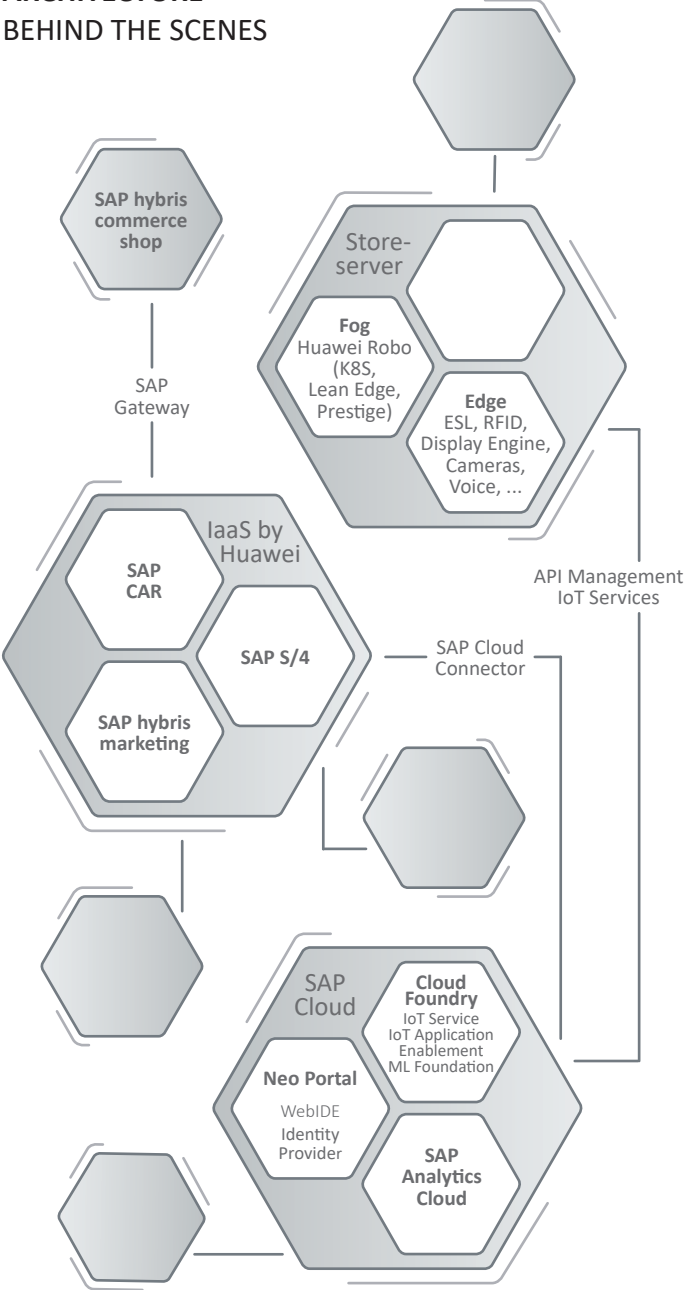 BEHIND THE SCENES
SAP hybris
commerce
shop
Store-
server
Fog
Huawei Robo
(K8S,
Lean Edge,
Prestige)
Edge
ESL, RFID,
Display Engine,
Cameras,
Voice, ...
SAP
Gateway
IaaS by
Huawei
SAP
CAR
SAP S/4
SAP hybris
marketing
API Management
IoT Services
SAP Cloud
Connector
SAP
Cloud
Cloud
Foundry
IoT Service
IoT Application
Enablement
ML Foundation
Neo Portal
WebIDE
Identity
Provider
SAP
Analytics
Cloud